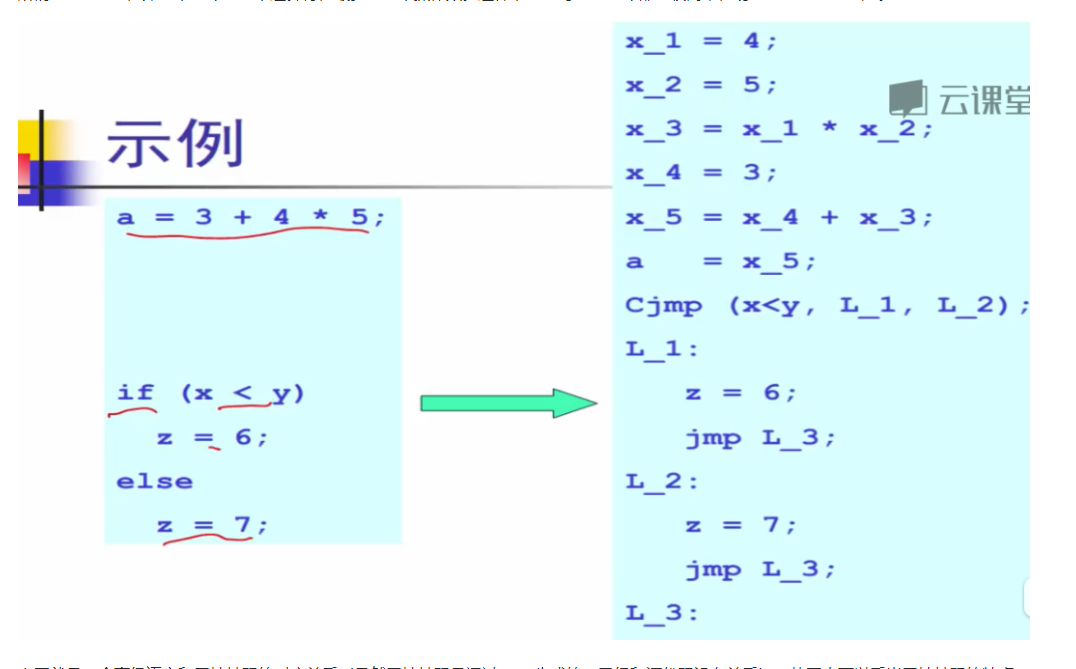 示例
a = 3 + 4 * 5;
if (x < y)
z = 6;
else
z = 7;
x_1 = 4;
x_2 = 5;
云课堂
x_3 = x_1 * x_2;
x_4 = 3;
x_5 = x_4 + x_3;
a = x_5;
Cjmp (x<y, L_1, L_2);
L_1:
z = 6;
jmp L_3;
L_2:
z = 7;
jmp L_3;
L_3: